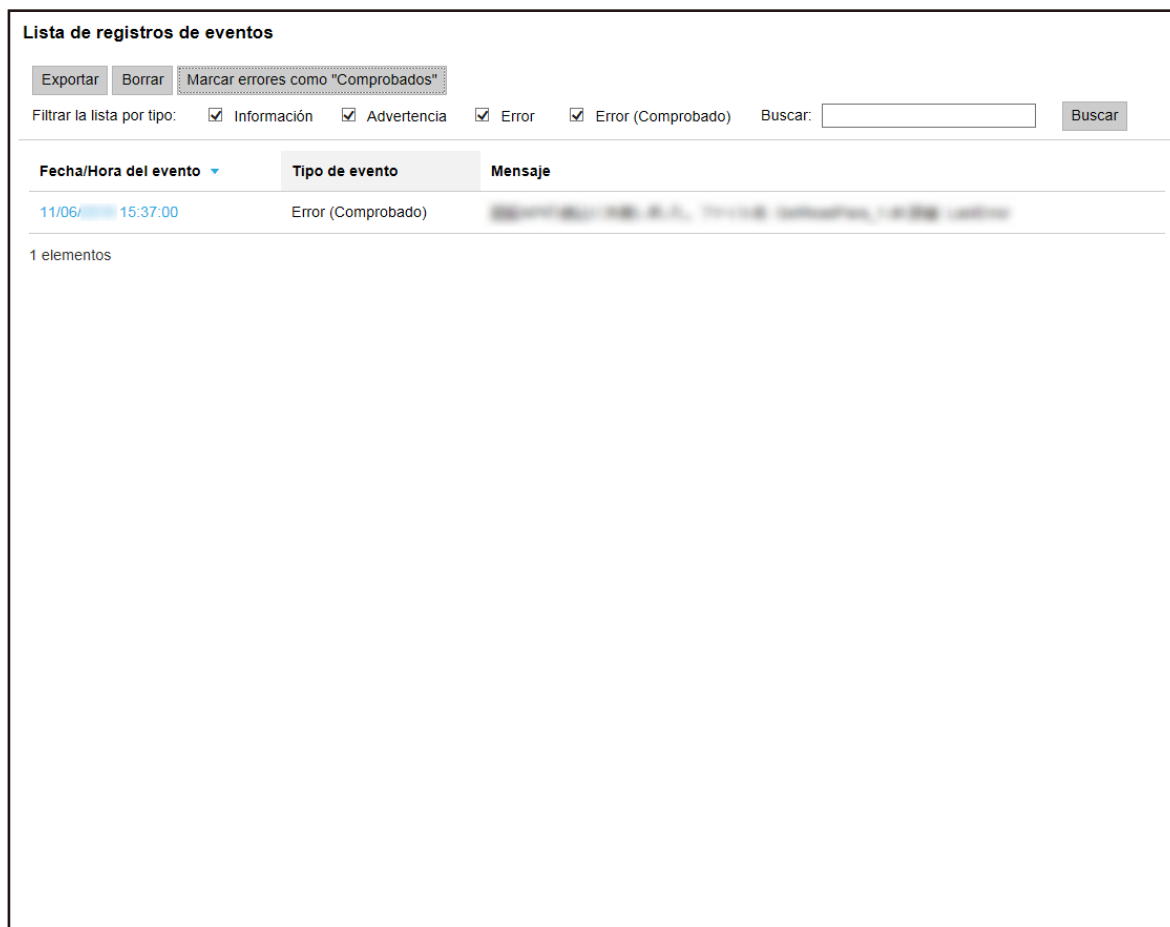 Lista de registros de eventos
Exportar Borrar Marcar errores como "Comprobados"
Filtrar la lista por tipo: Información Advertencia Error Error (Comprobado) Buscar: Buscar
Fecha/Hora del evento Tipo de evento Mensaje
11/06/ 15:37:00 Error (Comprobado)
1 elementos